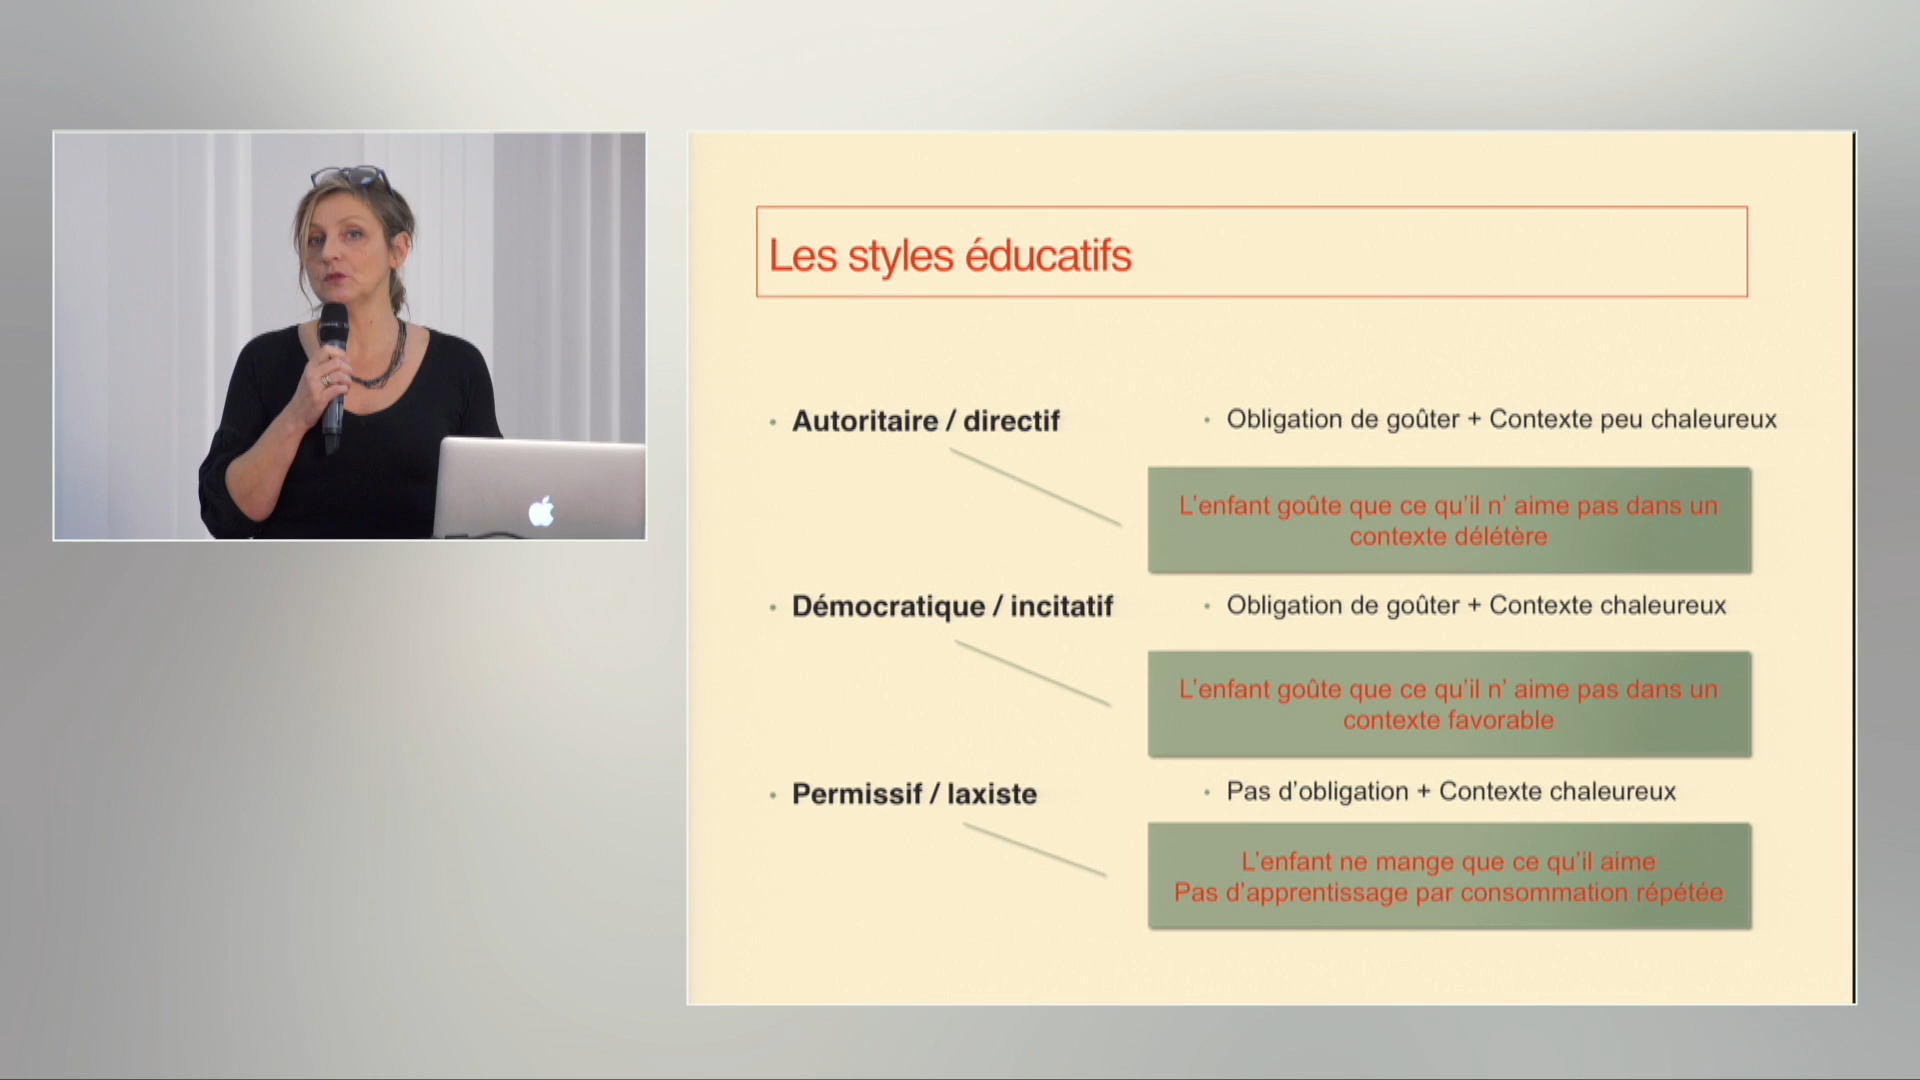 Les styles éducatifs
• Autoritaire / directif
• Obligation de goûter + Contexte peu chaleureux
L'enfant goûte que ce qu'il n' aime pas dans un
contexte délétère
• Démocratique / incitatif
• Obligation de goûter + Contexte chaleureux
L'enfant goûte que ce qu'il n' aime pas dans un
contexte favorable
• Permissif / laxiste
• Pas d'obligation + Contexte chaleureux
L'enfant ne mange que ce qu'il aime
Pas d'apprentissage par consommation répétée